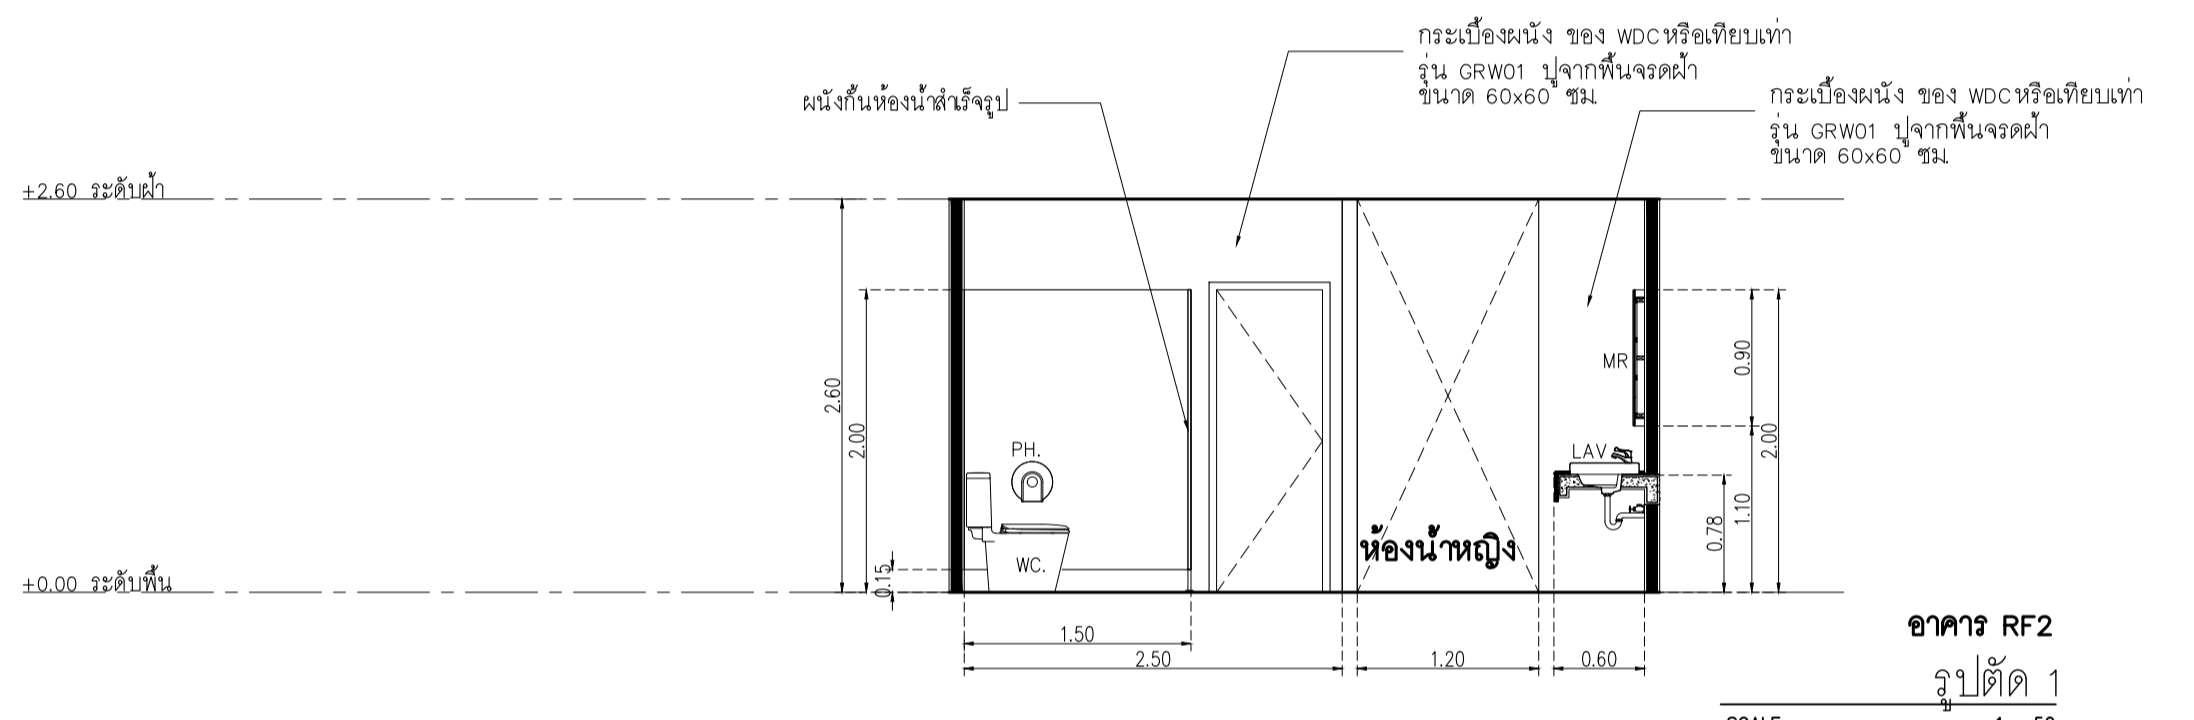 กระเบื้องผนัง ของ WDCหรือเทียบเท่า
รุ่น GRW01 ปูจากพื้นจรดฝ้า
ขนาด 60x60 ซม.
ผนังกั้นห้องน้ำสำเร็จรูป
กระเบื้องผนัง ของ WDCหรือเทียบเท่า
รุ่น GRW01 ปูจากพื้นจรดฝ้า
ขนาด 60x60 ซม.
+2.60 ระดับฝ้า
2.60
2.00
0.15
PH.
WC.
MR
LAV
0.90
2.00
1.10
0.78
ห้องน้ำหญิง
+0.00 ระดับพื้น
1.50
2.50
1.20
0.60
อาคาร RF2
รูปตัด 1